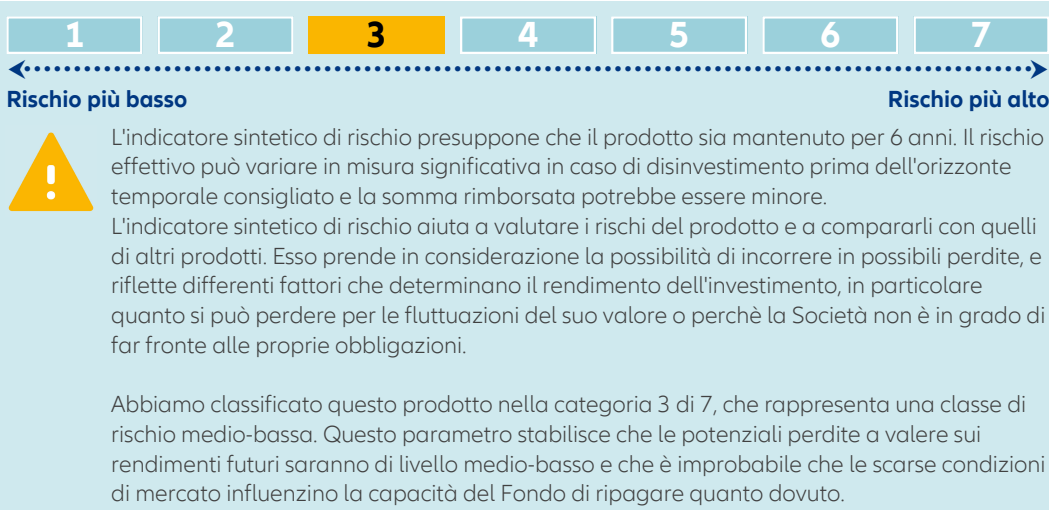 1 2 3 4 5 6 7
Rischio più basso Rischio più alto
L'indicatore sintetico di rischio presuppone che il prodotto sia mantenuto per 6 anni. Il rischio
effettivo può variare in misura significativa in caso di disinvestimento prima dell'orizzonte
temporale consigliato e la somma rimborsata potrebbe essere minore.
L'indicatore sintetico di rischio aiuta a valutare i rischi del prodotto e a compararli con quelli
di altri prodotti. Esso prende in considerazione la possibilità di incorrere in possibili perdite, e
riflette differenti fattori che determinano il rendimento dell'investimento, in particolare
quanto si può perdere per le fluttuazioni del suo valore o perchè la Società non è in grado di
far fronte alle proprie obbligazioni.
Abbiamo classificato questo prodotto nella categoria 3 di 7, che rappresenta una classe di
rischio medio-bassa. Questo parametro stabilisce che le potenziali perdite a valere sui
rendimenti futuri saranno di livello medio-basso e che è improbabile che le scarse condizioni
di mercato influenzino la capacità del Fondo di ripagare quanto dovuto.